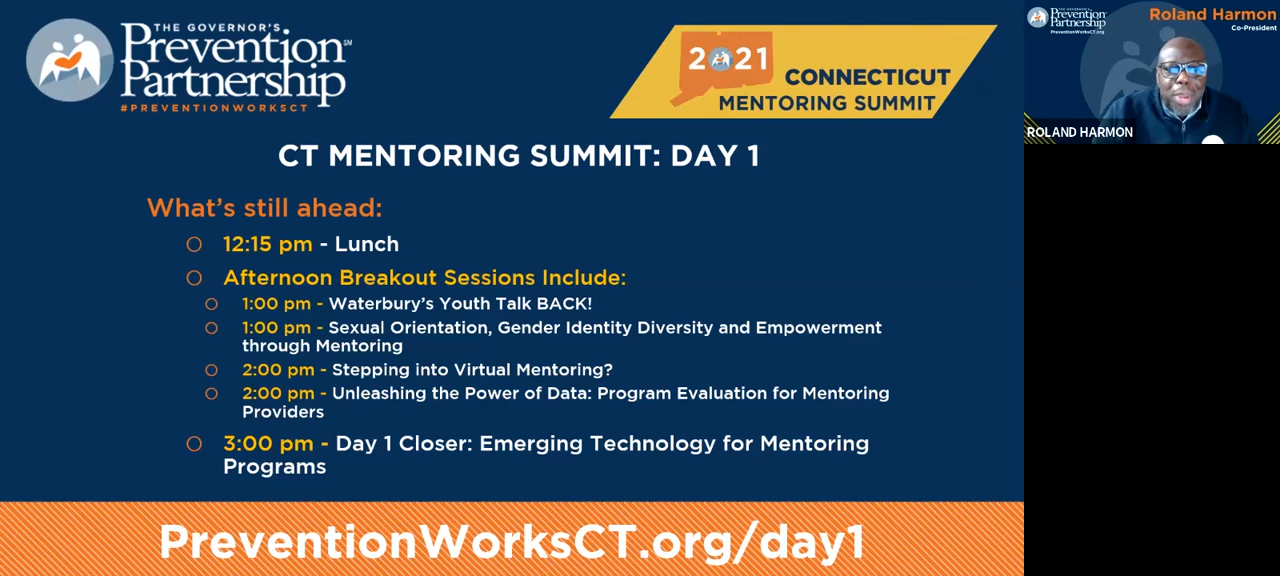 THE GOVERNOR'S
Prevention
Partnership℠
#PREVENTIONWORKSCT
2021
CONNECTICUT
MENTORING SUMMIT
CT MENTORING SUMMIT: DAY 1
What's still ahead:
12:15 pm - Lunch
Afternoon Breakout Sessions Include:
1:00 pm - Waterbury's Youth Talk BACK!
1:00 pm - Sexual Orientation, Gender Identity Diversity and Empowerment
through Mentoring
2:00 pm - Stepping into Virtual Mentoring?
2:00 pm - Unleashing the Power of Data: Program Evaluation for Mentoring
Providers
3:00 pm - Day 1 Closer: Emerging Technology for Mentoring
Programs
PreventionWorksCT.org/day1
THE GOVERNOR'S
Prevention
Partnership
PreventionWorksCT.org
Roland Harmon
Co-President
ROLAND HARMON